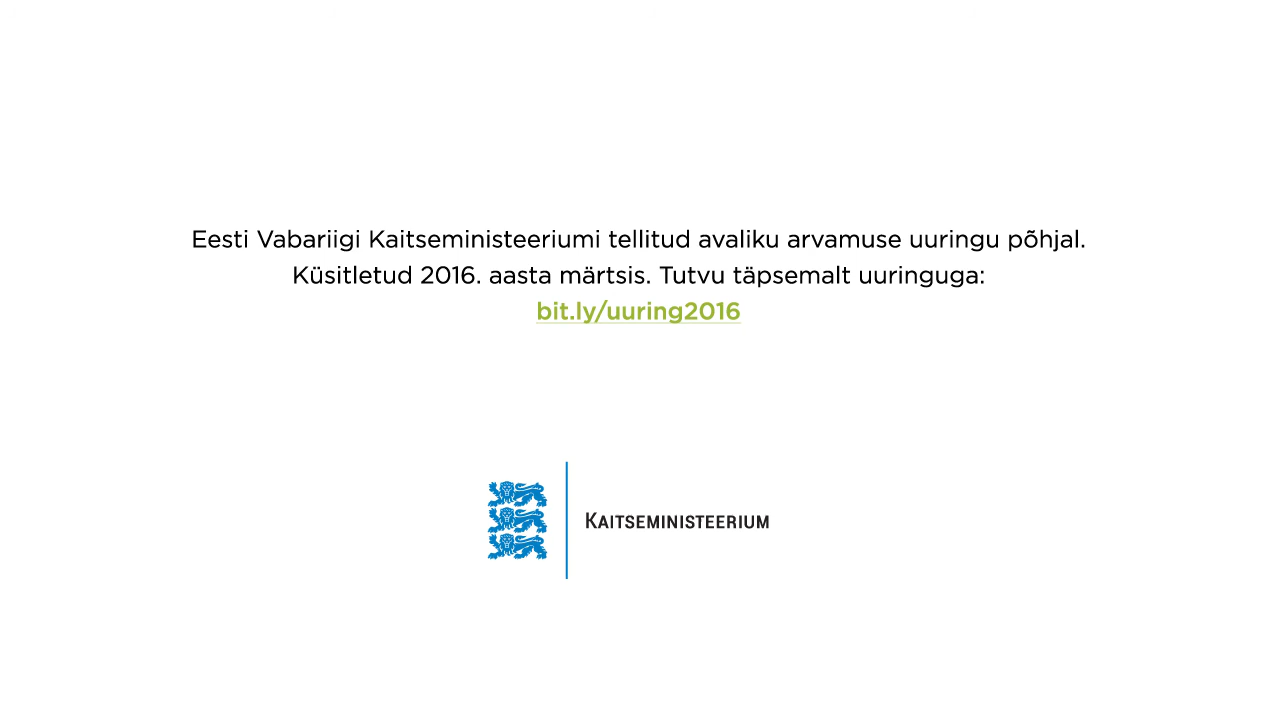 Eesti Vabariigi Kaitseministeeriumi tellitud avaliku arvamuse uuringu põhjal.
Küsitletud 2016. aasta märtsis. Tutvu täpsemalt uuringuga:
bit.ly/uuring2016
KAITSEMINISTEERIUM